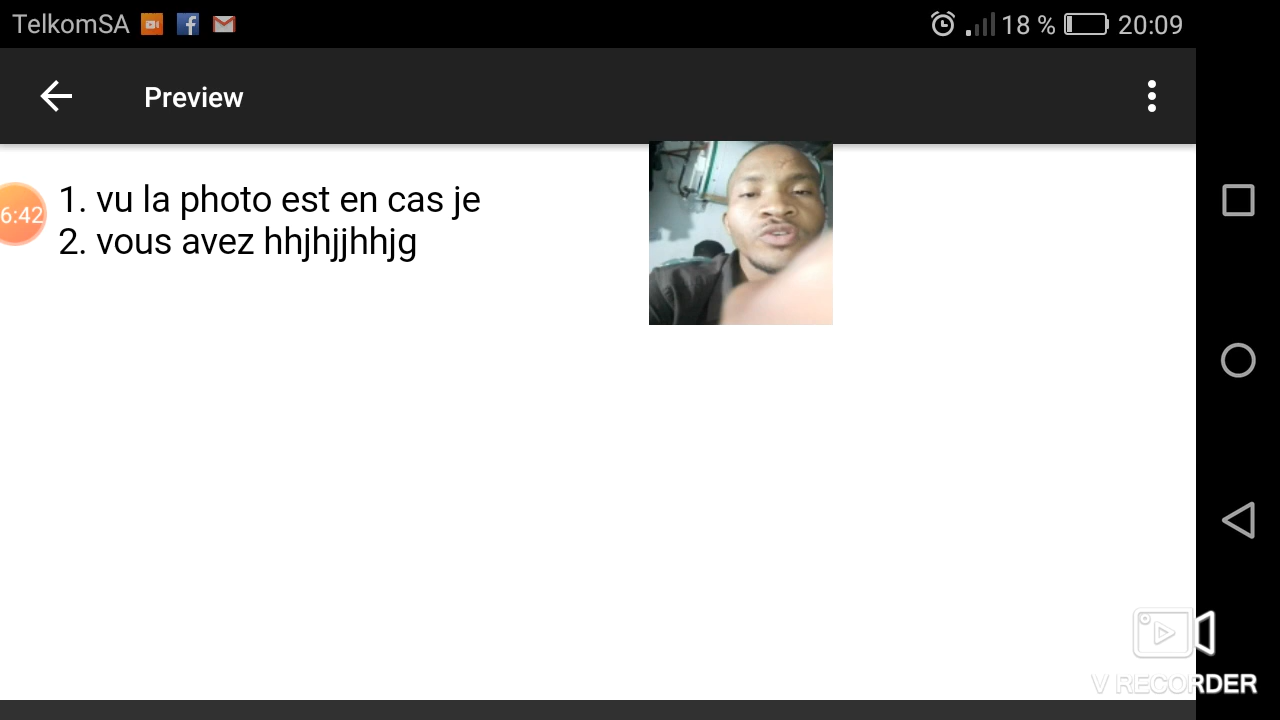 TelkomSA 18 % 20:09
Preview
6:42
1. vu la photo est en cas je
2. vous avez hhjhjjhhjg
V RECORDER